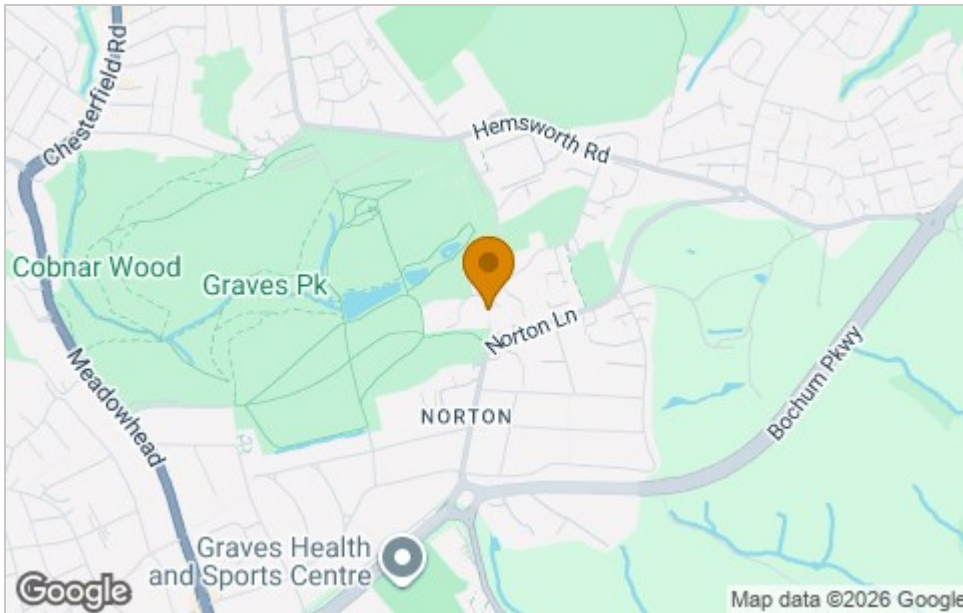 Chesterfield Rd
Hemsworth Rd
Cobnar Wood
Graves Pk
Norton Ln
Bochum Pkwy
Meadowhead
NORTON
Graves Health
and Sports Centre
Google
Map data ©2026 Google